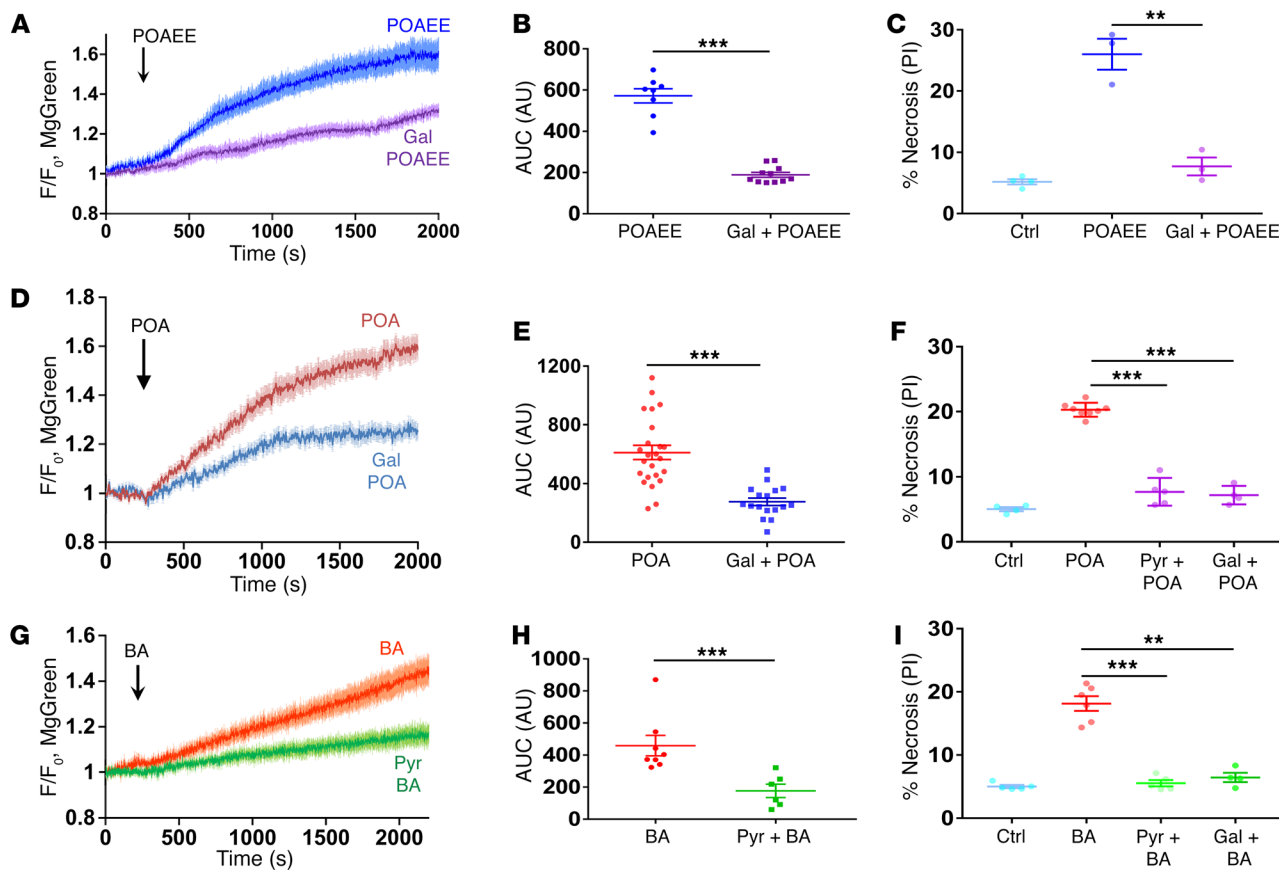 A
POAEE
POAEE
Gal
POAEE
F/F0, MgGreen
1.6
1.4
1.2
1
0.8
0
500
1000
1500
2000
Time (s)
B
***
AUC (AU)
800
600
400
200
0
POAEE
Gal + POAEE
C
**
% Necrosis (PI)
30
20
10
0
Ctrl
POAEE
Gal + POAEE
D
POA
POA
Gal
POA
F/F0, MgGreen
1.8
1.6
1.4
1.2
1
0.8
0
500
1000
1500
2000
Time (s)
E
***
AUC (AU)
1200
800
400
0
POA
Gal + POA
F
***
***
% Necrosis (PI)
30
20
10
0
Ctrl
POA
Pyr +
POA
Gal +
POA
G
BA
BA
Pyr
BA
F/F0, MgGreen
1.6
1.4
1.2
1
0.8
0
500
1000
1500
2000
Time (s)
H
***
AUC (AU)
1000
800
600
400
200
0
BA
Pyr + BA
I
**
***
% Necrosis (PI)
30
20
10
0
Ctrl
BA
Pyr +
BA
Gal +
BA